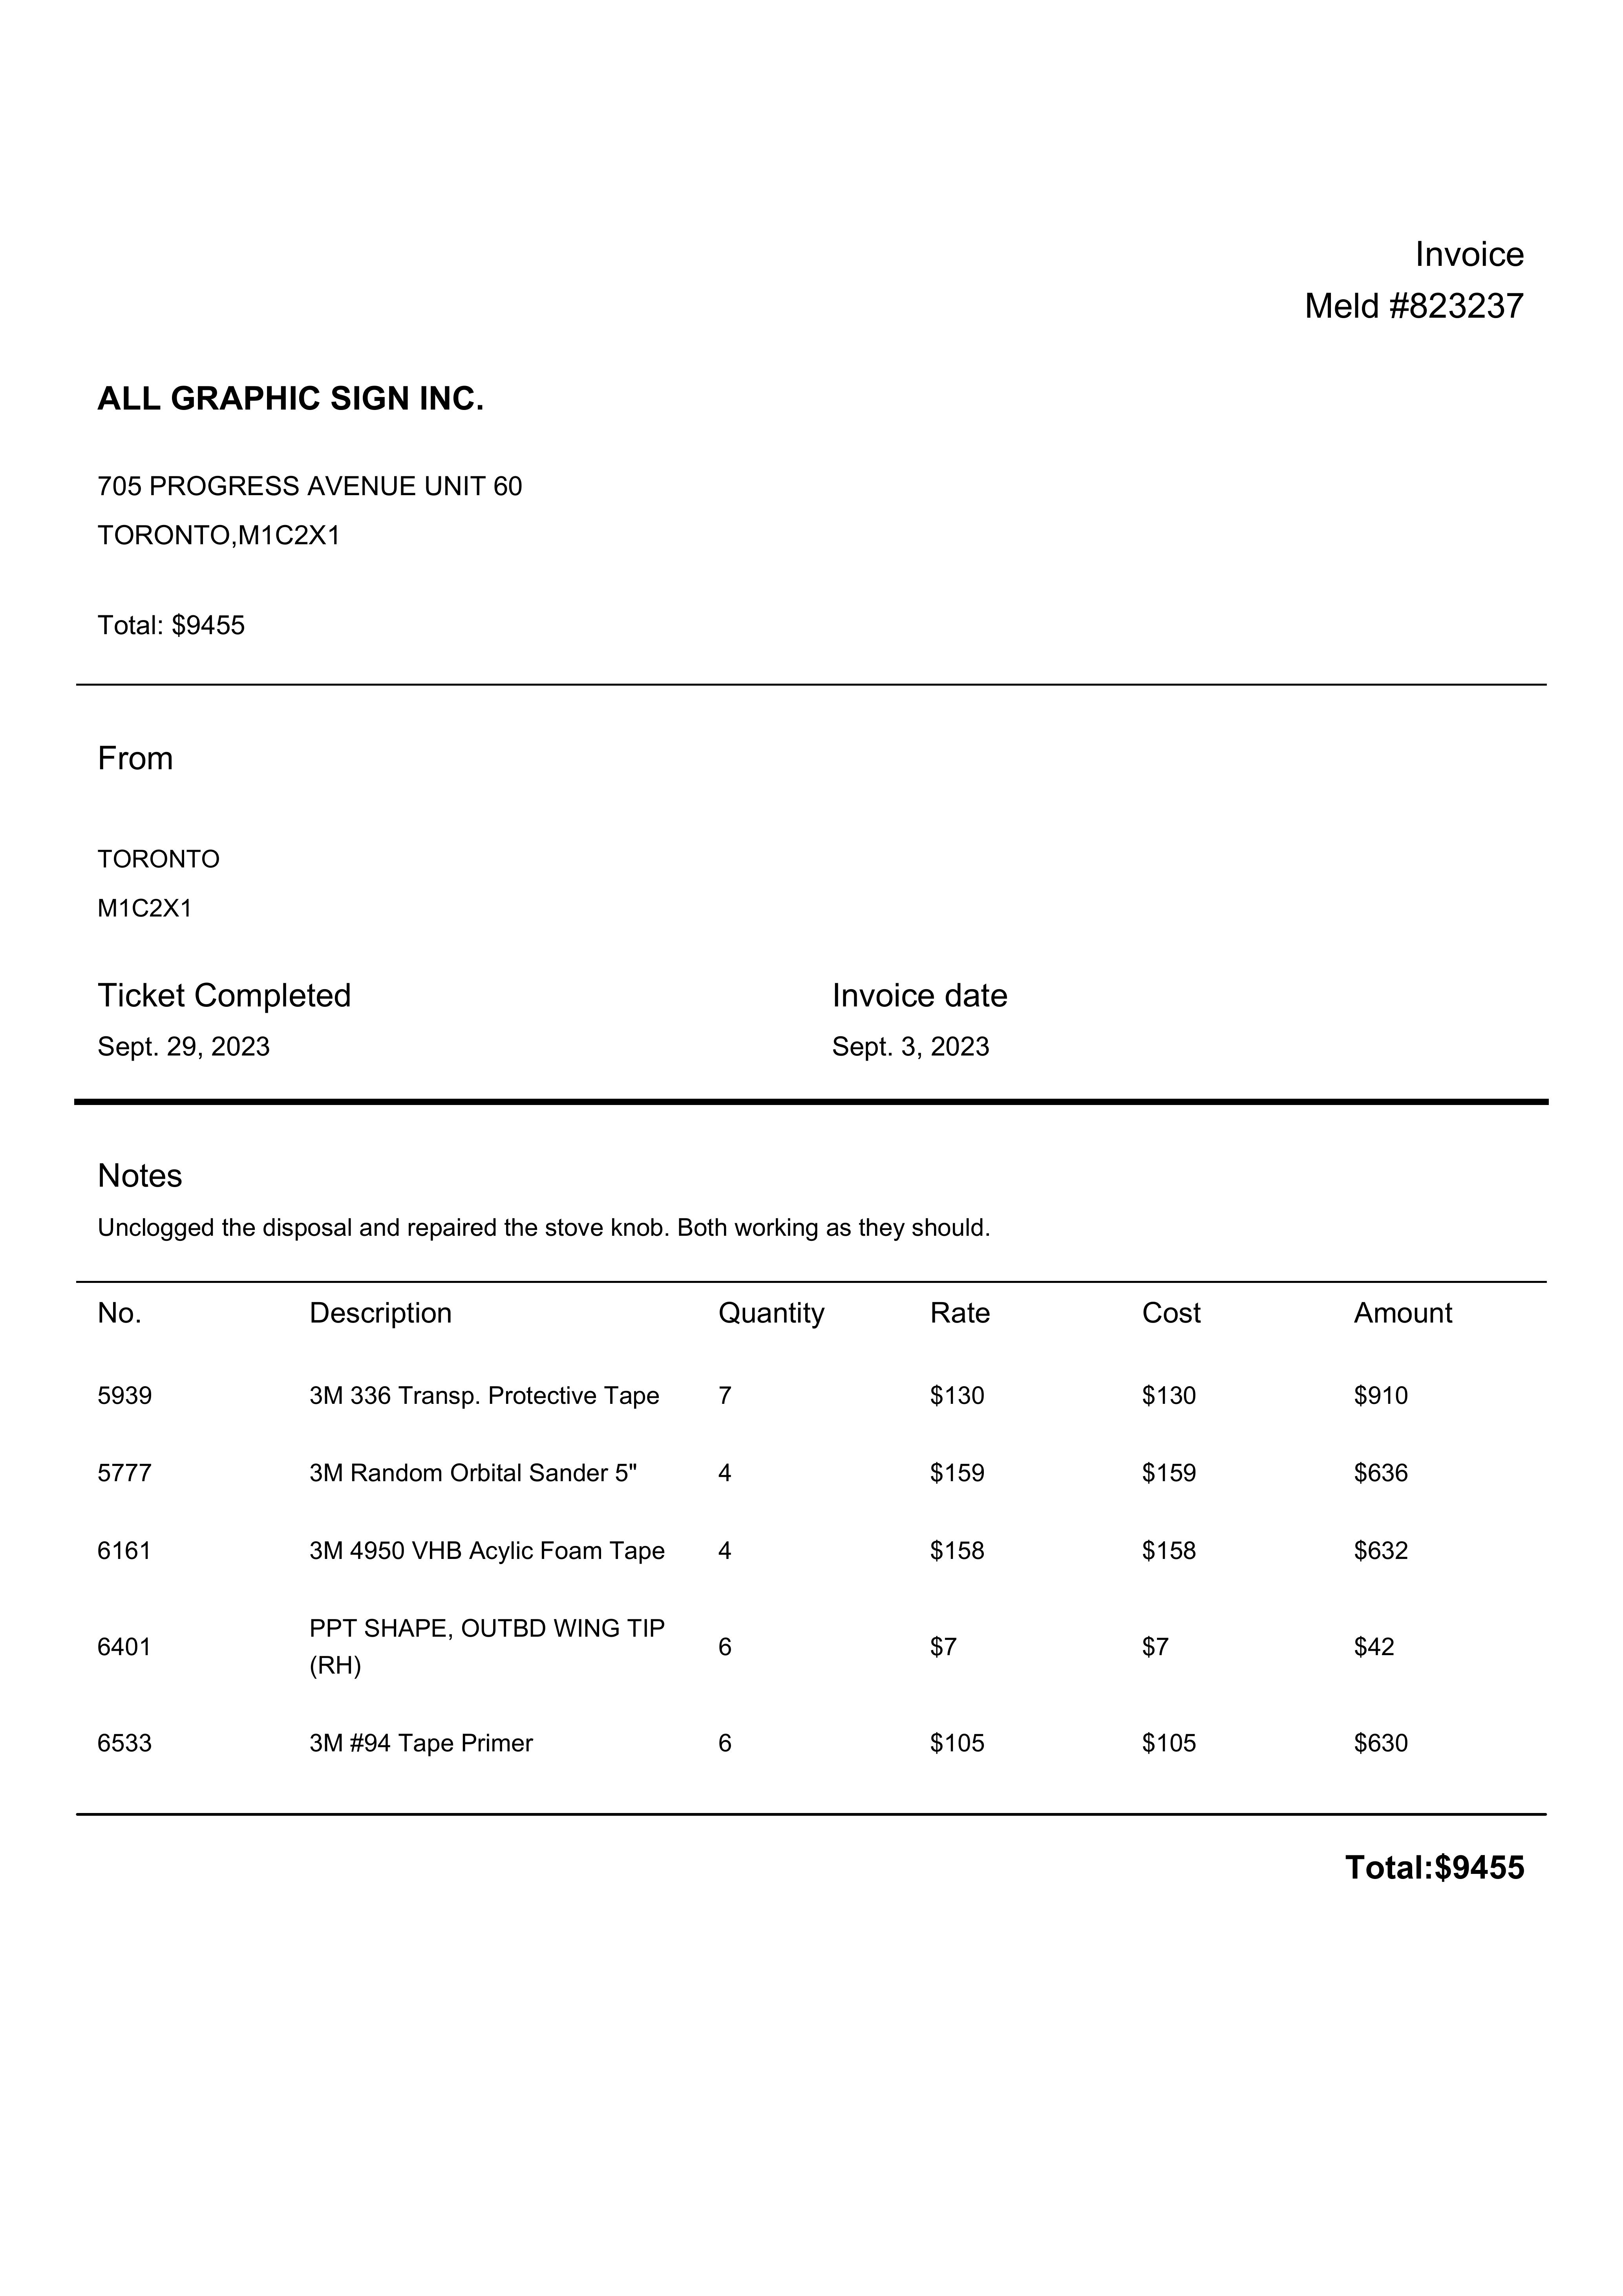 Invoice
Meld #823237
ALL GRAPHIC SIGN INC.
705 PROGRESS AVENUE UNIT 60
TORONTO,M1C2X1
Total: $9455
From
TORONTO
M1C2X1
Ticket Completed Invoice date
Sept. 29, 2023 Sept. 3, 2023
Notes
Unclogged the disposal and repaired the stove knob. Both working as they should.
No. Description Quantity Rate Cost Amount
5939 3M 336 Transp. Protective Tape 7 $130 $130 $910
5777 3M Random Orbital Sander 5" 4 $159 $159 $636
6161 3M 4950 VHB Acylic Foam Tape 4 $158 $158 $632
6401 PPT SHAPE, OUTBD WING TIP (RH) 6 $7 $7 $42
6533 3M #94 Tape Primer 6 $105 $105 $630
Total:$9455